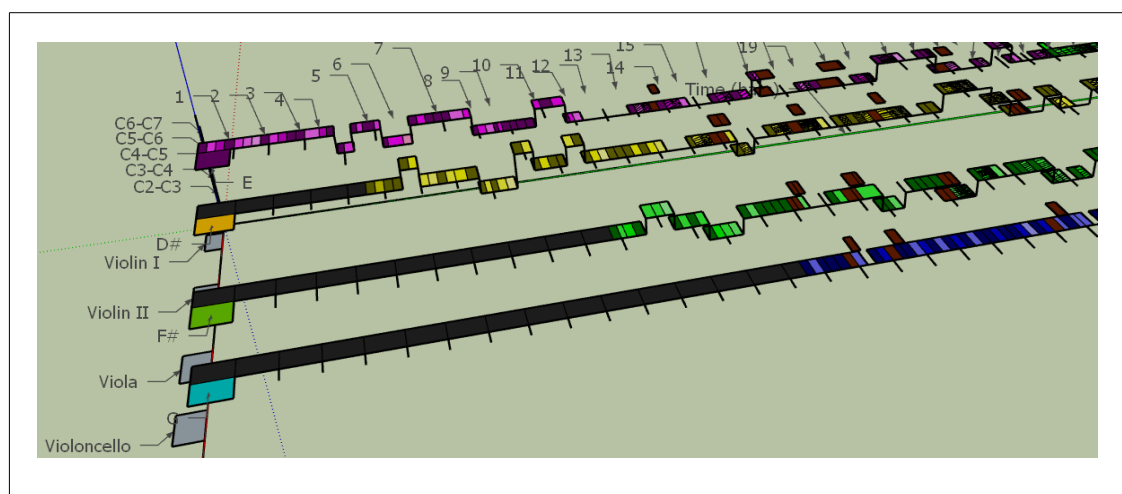 1
2
3
4
5
6
7
8
9
10
11
12
13
14
15
19
Time (b
C6-C7
C5-C6
C4-C5
C3-C4
C2-C3
E
D#
Violin I
Violin II
F#
Viola
G
Violoncello